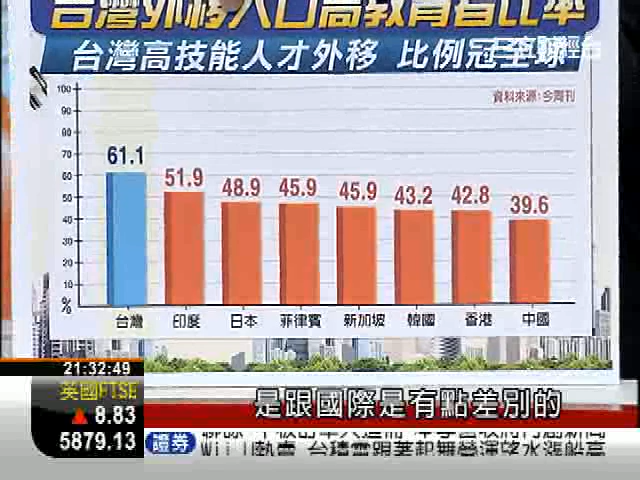 台灣外移人口高教育者比率
台灣高技能人才外移 比例冠全球
資料來源:今周刊
100
90
80
70
60
50
40
30
20
10
%
61.1 51.9 48.9 45.9 45.9 43.2 42.8 39.6
台灣 印度 日本 菲律賓 新加坡 韓國 香港 中國
21:32:49
英國FTSE
▲ 8.83
5879.13
是跟國際是有點差別的
證券